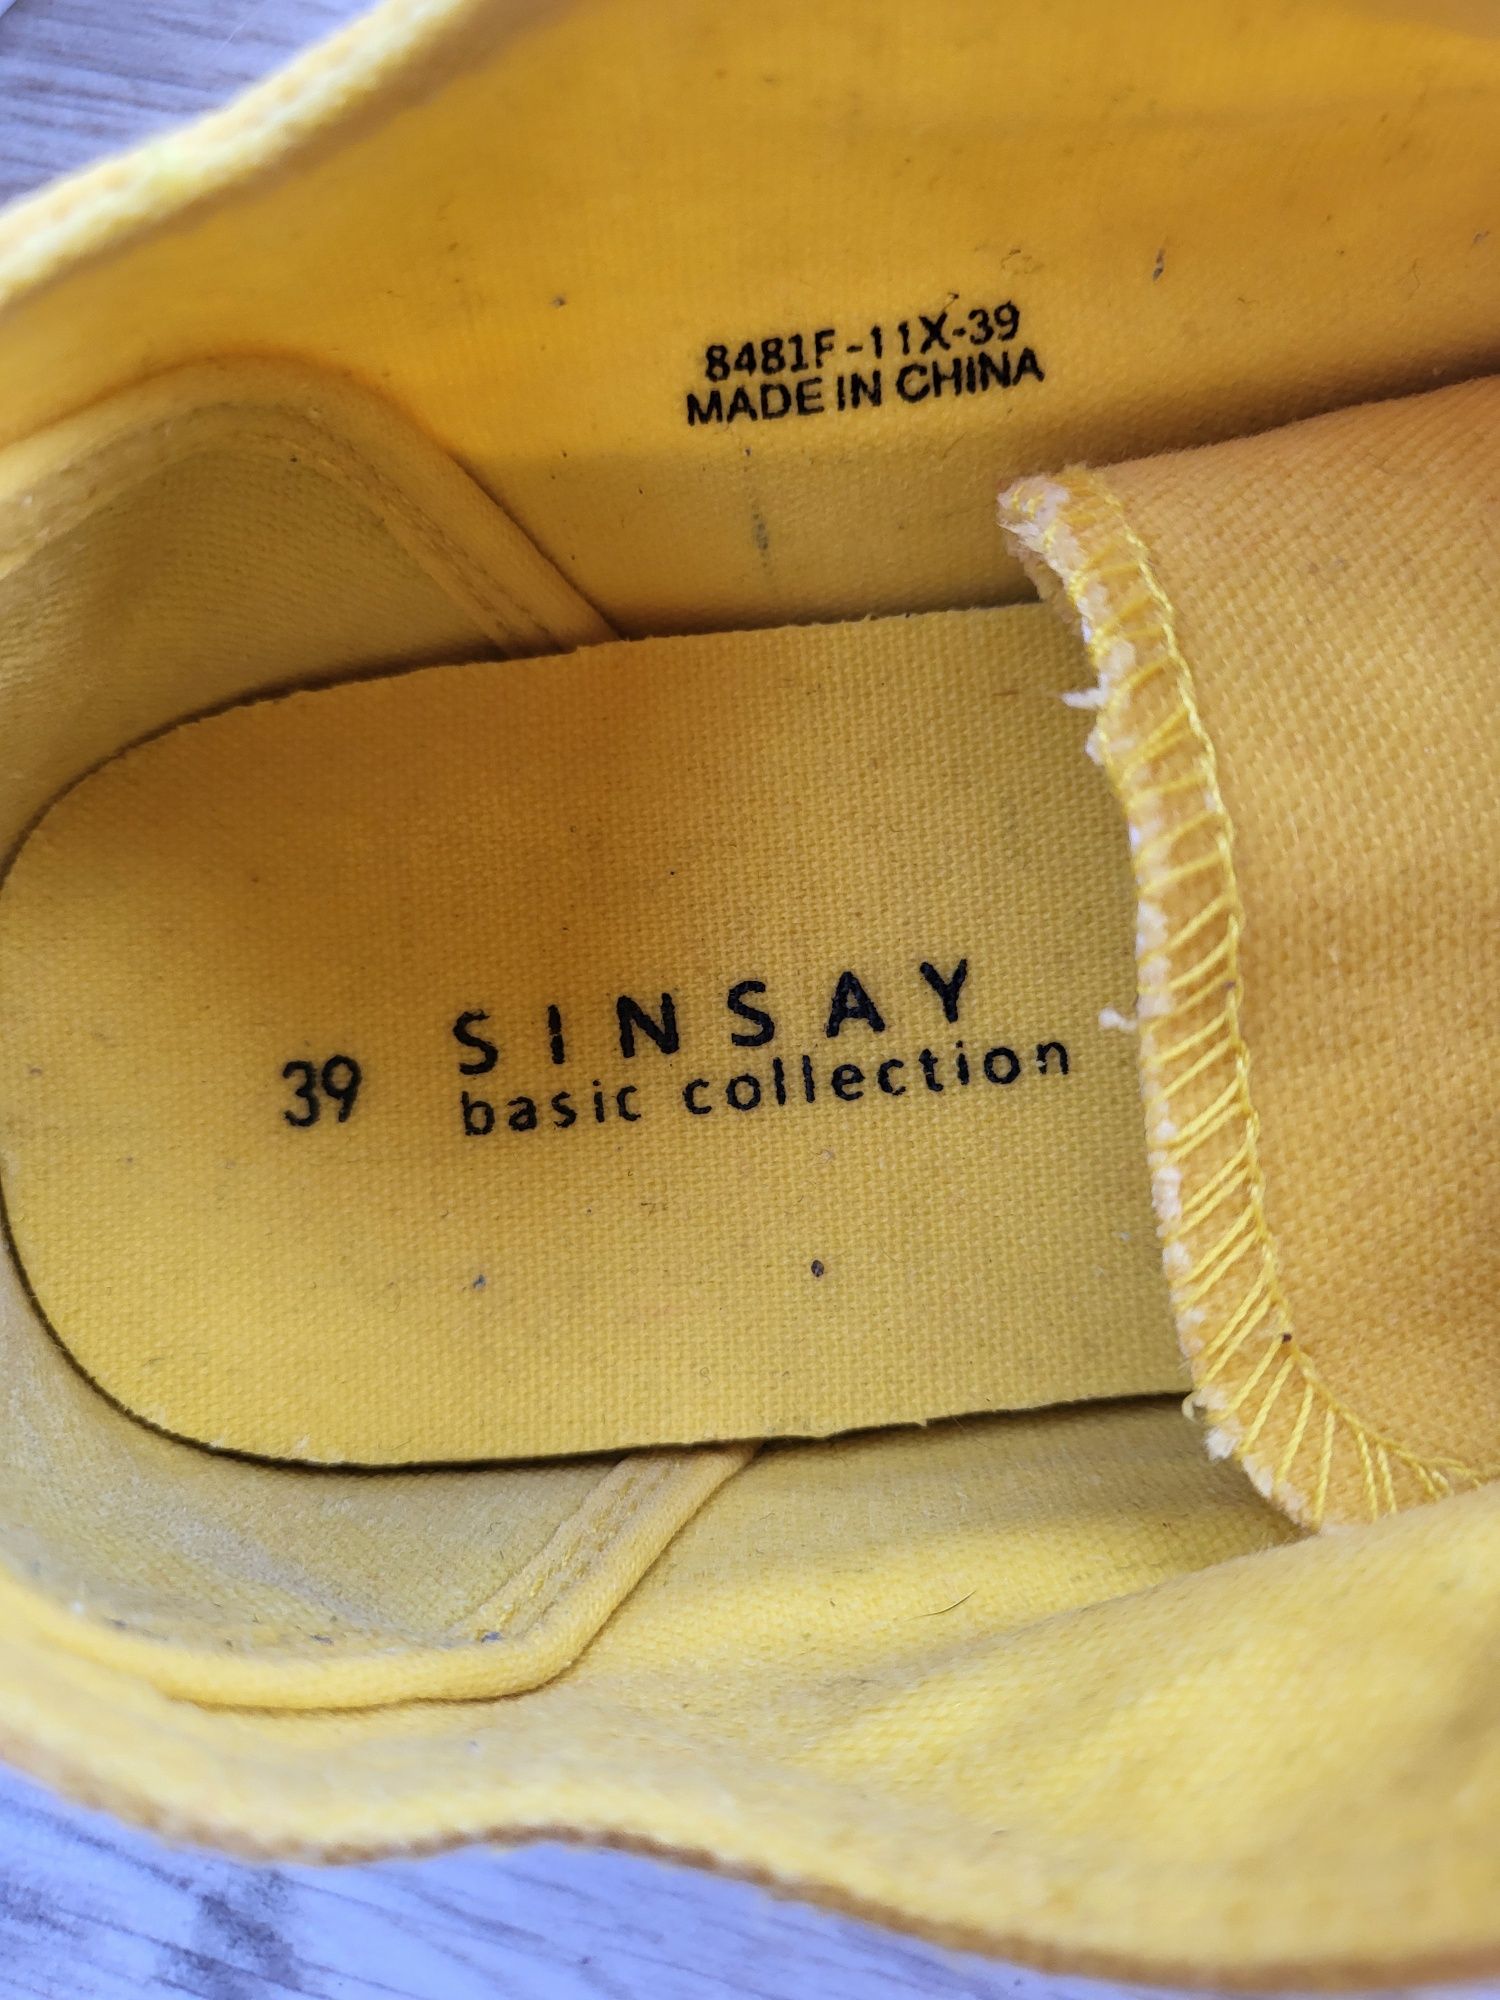 8481F-11X-39
MADE IN CHINA
39 SINSAY
basic collection